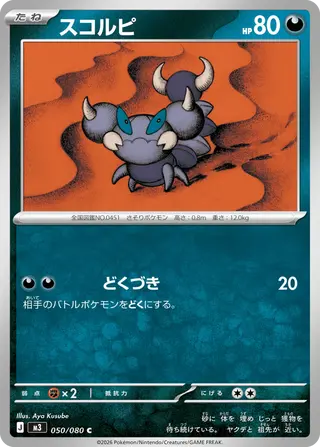 たね
スコルピ
HP80
全国図鑑NO.0451 さそりポケモン 高さ:0.8m 重さ:12.0kg
どくづき 20
相手のバトルポケモンをどくにする。
弱点 ×2 抵抗力 にげる
Illus. Aya Kusube
J m3 050/080 C
砂に 体を 埋め じっと 獲物を
待ち続けている。ヤクデと 祖先が 近い。
©2026 Pokémon/Nintendo/Creatures/GAME FREAK.